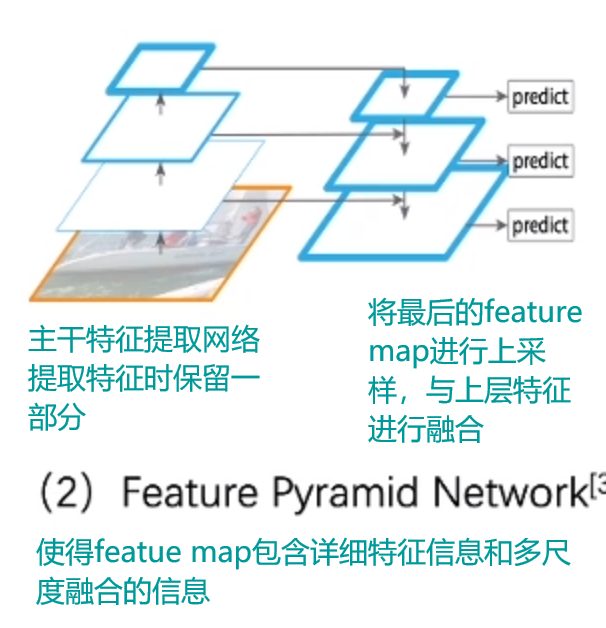 predict
predict
predict
主干特征提取网络
提取特征时保留一
部分
将最后的feature
map进行上采
样，与上层特征
进行融合
（2）Feature Pyramid Network[3
使得featue map包含详细特征信息和多尺
度融合的信息